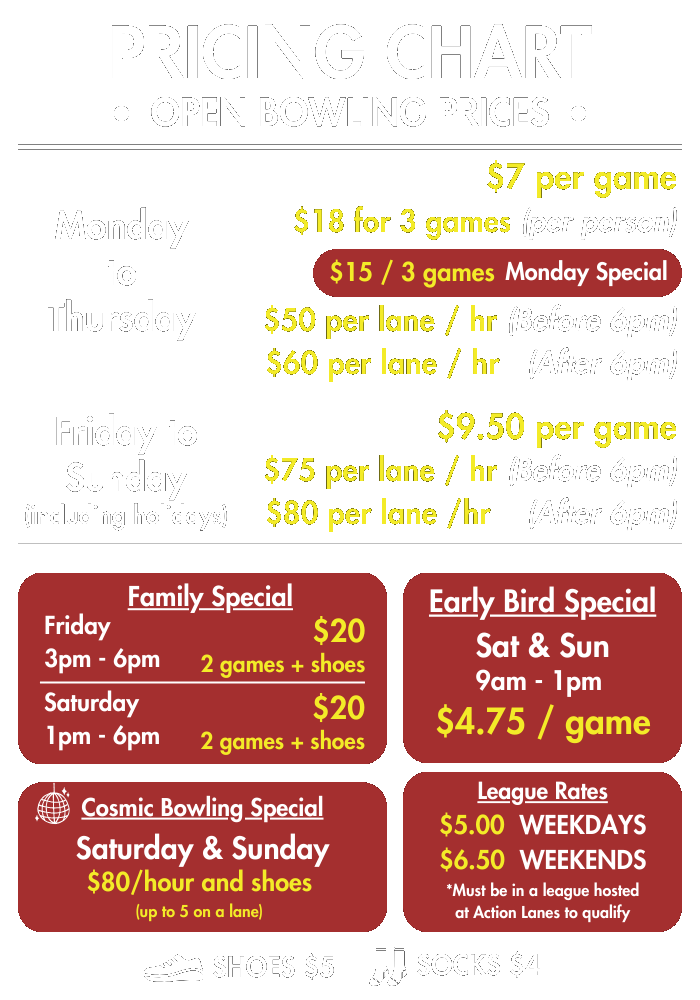 PRICING CHART
• OPEN BOWLING PRICES •
Monday
to
Thursday
$7 per game
$18 for 3 games (per person)
$15 / 3 games Monday Special
$50 per lane / hr (Before 6pm)
$60 per lane / hr (After 6pm)
Friday to
Sunday
(including holidays)
$9.50 per game
$75 per lane / hr (Before 6pm)
$80 per lane /hr (After 6pm)
Family Special
Friday
3pm - 6pm
$20
2 games + shoes
Saturday
1pm - 6pm
$20
2 games + shoes
Early Bird Special
Sat & Sun
9am - 1pm
$4.75 / game
Cosmic Bowling Special
Saturday & Sunday
$80/hour and shoes
(up to 5 on a lane)
League Rates
$5.00 WEEKDAYS
$6.50 WEEKENDS
*Must be in a league hosted
at Action Lanes to qualify
SHOES $5
SOCKS $4